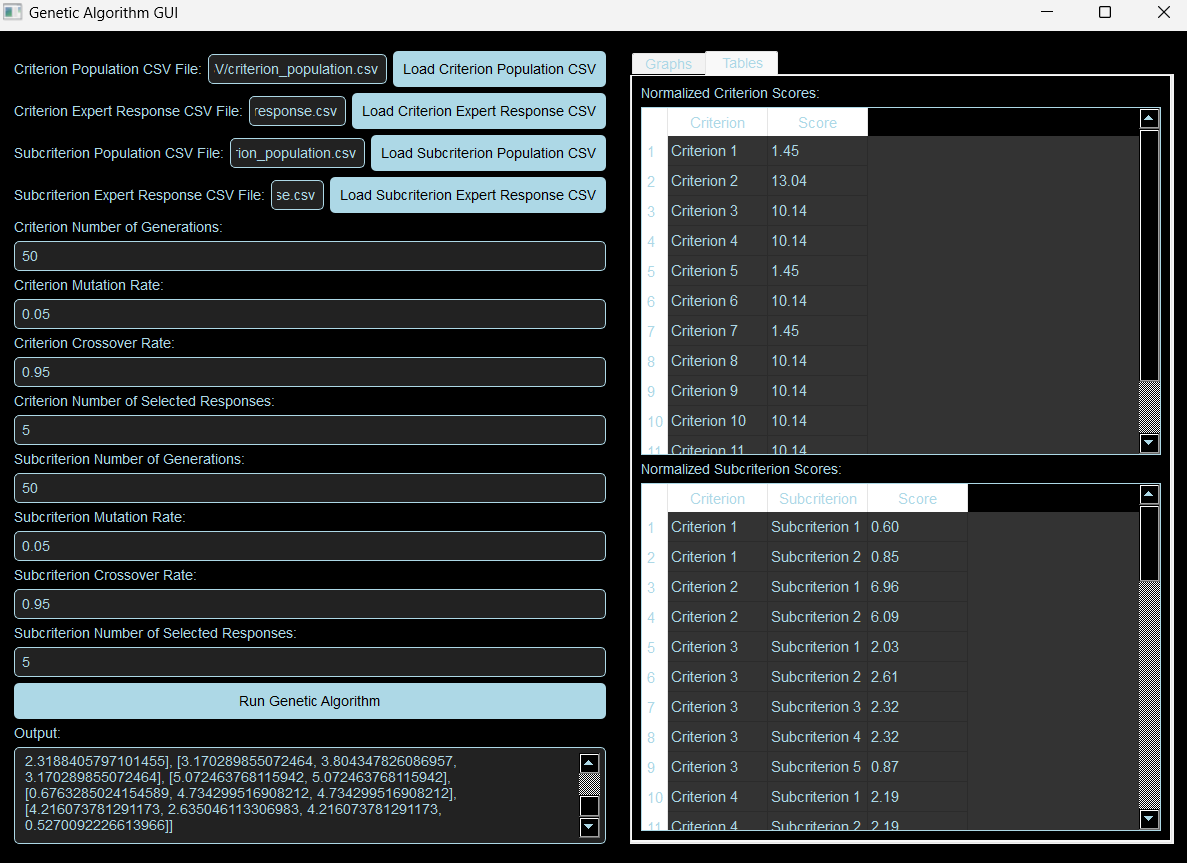 Genetic Algorithm GUI
Criterion Population CSV File: V/criterion_population.csv Load Criterion Population CSV
Criterion Expert Response CSV File: response.csv Load Criterion Expert Response CSV
Subcriterion Population CSV File: ion_population.csv Load Subcriterion Population CSV
Subcriterion Expert Response CSV File: se.csv Load Subcriterion Expert Response CSV
Criterion Number of Generations:
50
Criterion Mutation Rate:
0.05
Criterion Crossover Rate:
0.95
Criterion Number of Selected Responses:
5
Subcriterion Number of Generations:
50
Subcriterion Mutation Rate:
0.05
Subcriterion Crossover Rate:
0.95
Subcriterion Number of Selected Responses:
5
Run Genetic Algorithm
Output:
2.3188405797101455], [3.170289855072464, 3.804347826086957,
3.170289855072464], [5.072463768115942, 5.072463768115942],
[0.6763285024154589, 4.734299516908212, 4.734299516908212],
[4.216073781291173, 2.635046113306983, 4.216073781291173,
0.5270092226613966]]
Graphs Tables
Normalized Criterion Scores:
Criterion Score
1 Criterion 1 1.45
2 Criterion 2 13.04
3 Criterion 3 10.14
4 Criterion 4 10.14
5 Criterion 5 1.45
6 Criterion 6 10.14
7 Criterion 7 1.45
8 Criterion 8 10.14
9 Criterion 9 10.14
10 Criterion 10 10.14
11 Criterion 11 10.14
Normalized Subcriterion Scores:
Criterion Subcriterion Score
1 Criterion 1 Subcriterion 1 0.60
2 Criterion 1 Subcriterion 2 0.85
3 Criterion 2 Subcriterion 1 6.96
4 Criterion 2 Subcriterion 2 6.09
5 Criterion 3 Subcriterion 1 2.03
6 Criterion 3 Subcriterion 2 2.61
7 Criterion 3 Subcriterion 3 2.32
8 Criterion 3 Subcriterion 4 2.32
9 Criterion 3 Subcriterion 5 0.87
10 Criterion 4 Subcriterion 1 2.19
11 Criterion 4 Subcriterion 2 2.19